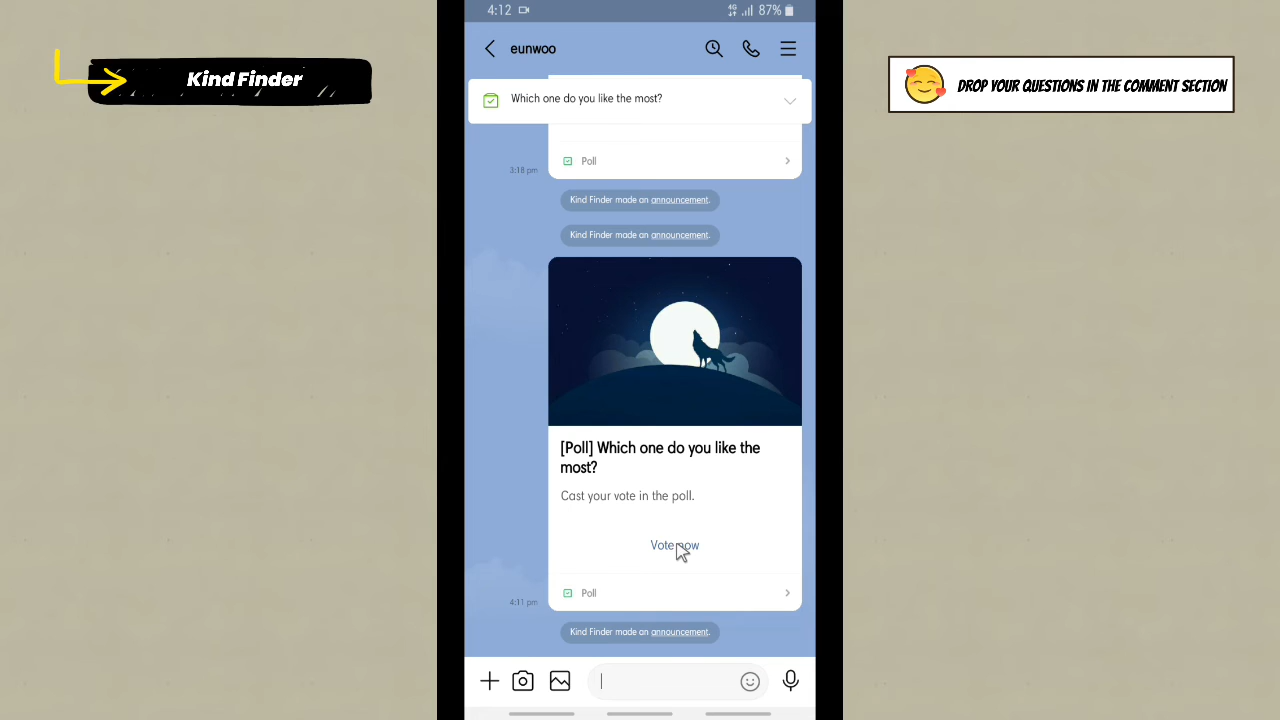 Kind Finder
DROP YOUR QUESTIONS IN THE COMMENT SECTION
4:12
4G
87%
eunwoo
Which one do you like the most?
Poll
3:18 pm
Kind Finder made an announcement.
Kind Finder made an announcement.
[Poll] Which one do you like the
most?
Cast your vote in the poll.
Vote now
Poll
4:11 pm
Kind Finder made an announcement.